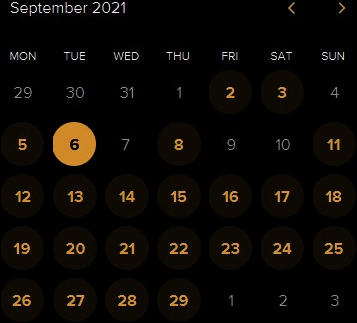 September 2021
MON TUE WED THU FRI SAT SUN
29 30 31 1 2 3 4
5 6 7 8 9 10 11
12 13 14 15 16 17 18
19 20 21 22 23 24 25
26 27 28 29 1 2 3